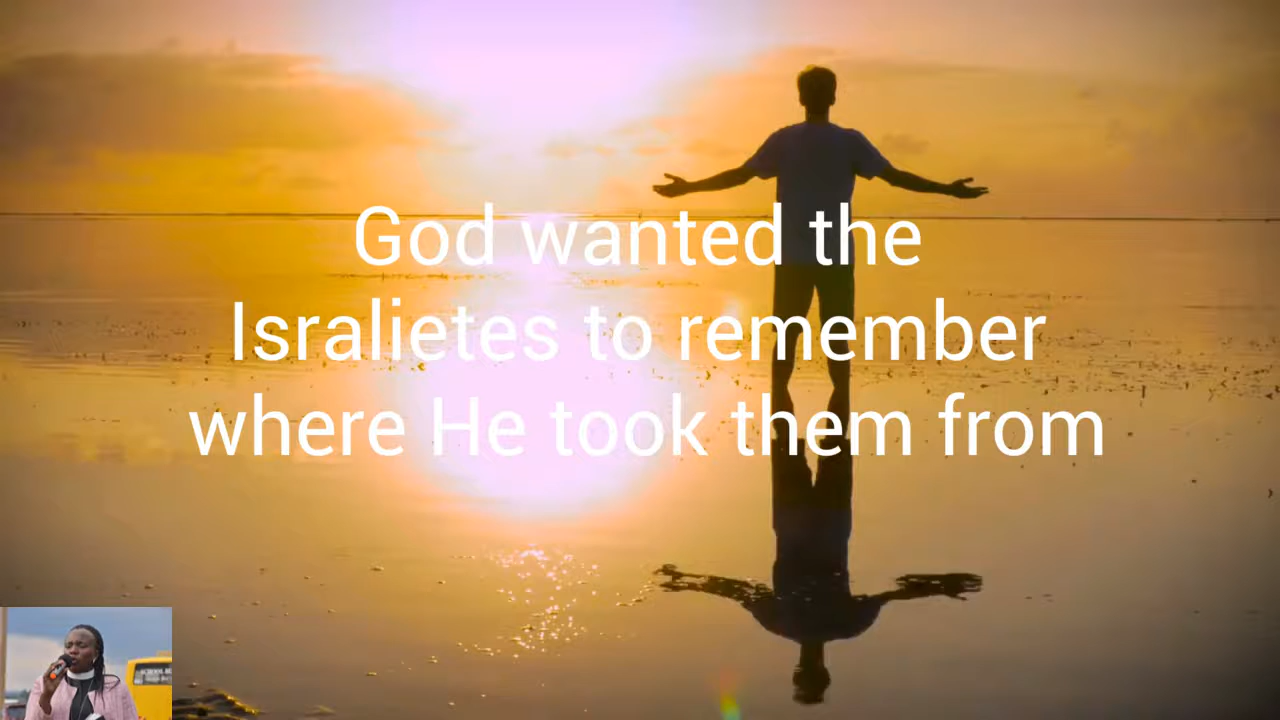 God wanted the
Isralietes to remember
where He took them from